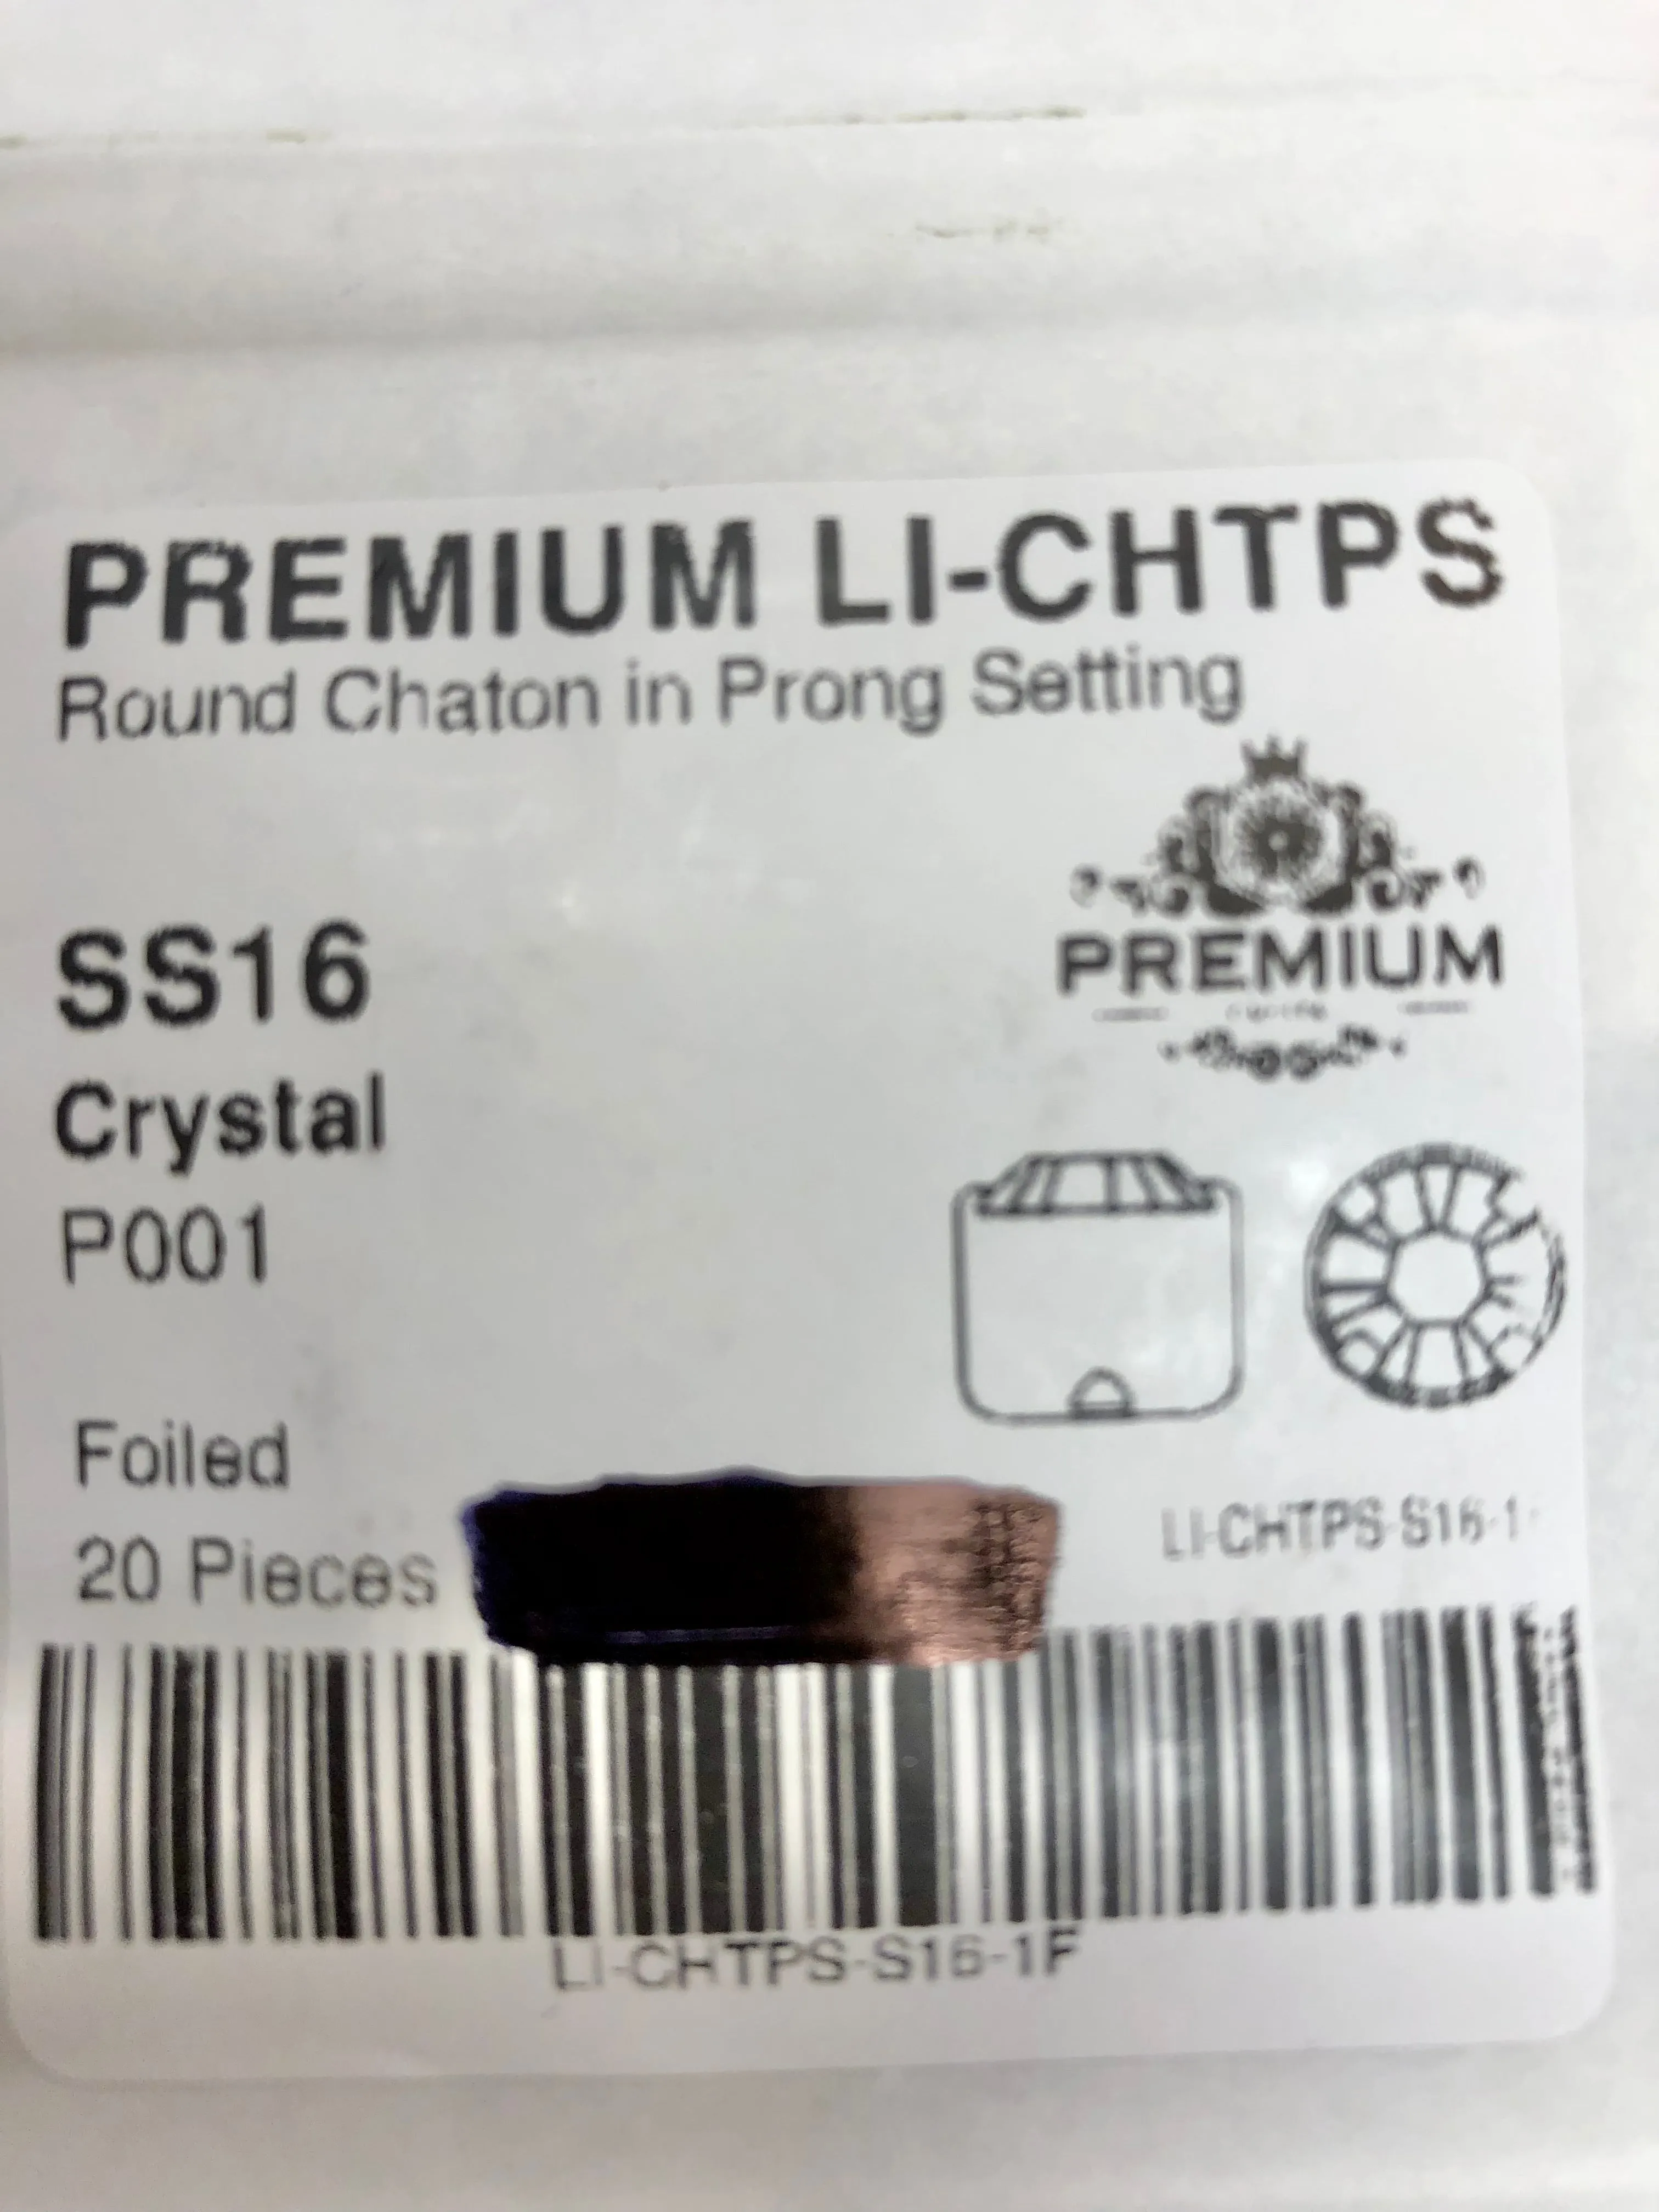 PREMIUM LI-CHTPS
Round Chaton in Prong Setting
PREMIUM
SS16
Crystal
P001
Foiled
20 Pieces
LI-CHTPS-S16-1
LI-CHTPS-S16-1F